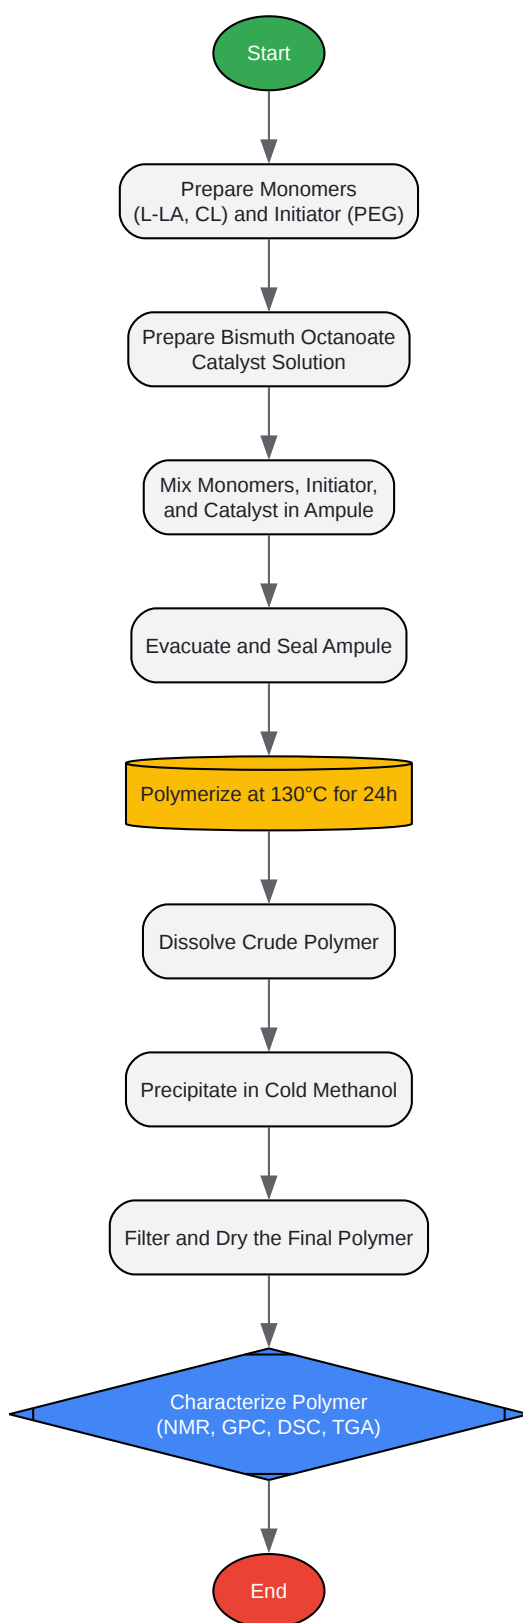 Start
Prepare Monomers
(L-LA, CL) and Initiator (PEG)
Prepare Bismuth Octanoate
Catalyst Solution
Mix Monomers, Initiator,
and Catalyst in Ampule
Evacuate and Seal Ampule
Polymerize at 130°C for 24h
Dissolve Crude Polymer
Precipitate in Cold Methanol
Filter and Dry the Final Polymer
Characterize Polymer
(NMR, GPC, DSC, TGA)
End